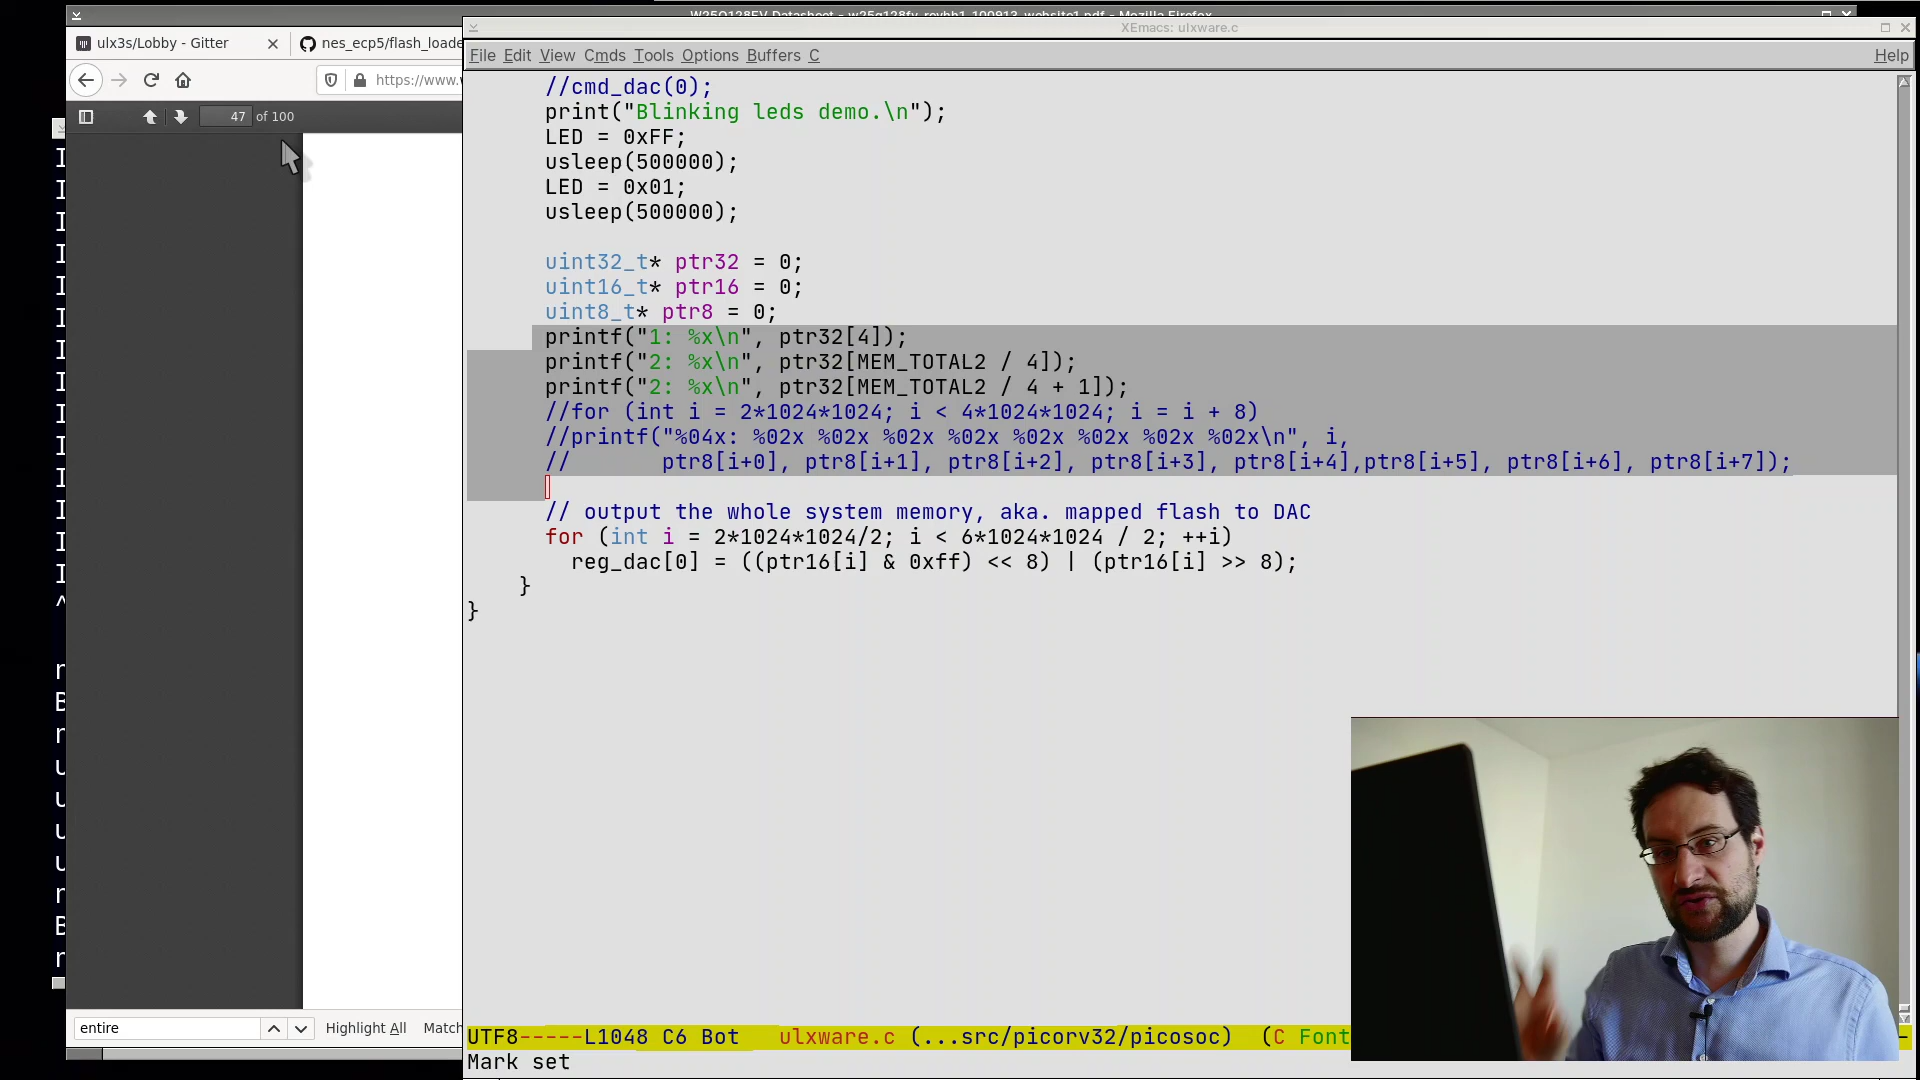 W25Q128FV Datasheet - w25q128fv_revhh1_100913_website1.pdf - Mozilla Firefox
XEmacs: ulxware.c
ulx3s/Lobby - Gitter
nes_ecp5/flash_loade
File Edit View Cmds Tools Options Buffers C
Help
https://www.
47 of 100
//cmd_dac(0);
print("Blinking leds demo.\n");
LED = 0xFF;
usleep(500000);
LED = 0x01;
usleep(500000);
uint32_t* ptr32 = 0;
uint16_t* ptr16 = 0;
uint8_t* ptr8 = 0;
printf("1: %x\n", ptr32[4]);
printf("2: %x\n", ptr32[MEM_TOTAL2 / 4]);
printf("2: %x\n", ptr32[MEM_TOTAL2 / 4 + 1]);
//for (int i = 2*1024*1024; i < 4*1024*1024; i = i + 8)
//printf("%04x: %02x %02x %02x %02x %02x %02x %02x %02x\n", i,
//       ptr8[i+0], ptr8[i+1], ptr8[i+2], ptr8[i+3], ptr8[i+4],ptr8[i+5], ptr8[i+6], ptr8[i+7]);
// output the whole system memory, aka. mapped flash to DAC
for (int i = 2*1024*1024/2; i < 6*1024*1024 / 2; ++i)
reg_dac[0] = ((ptr16[i] & 0xff) << 8) | (ptr16[i] >> 8);
}
}
entire
Highlight All
Match
UTF8-----L1048 C6 Bot ulxware.c (...src/picorv32/picosoc) (C Font
Mark set